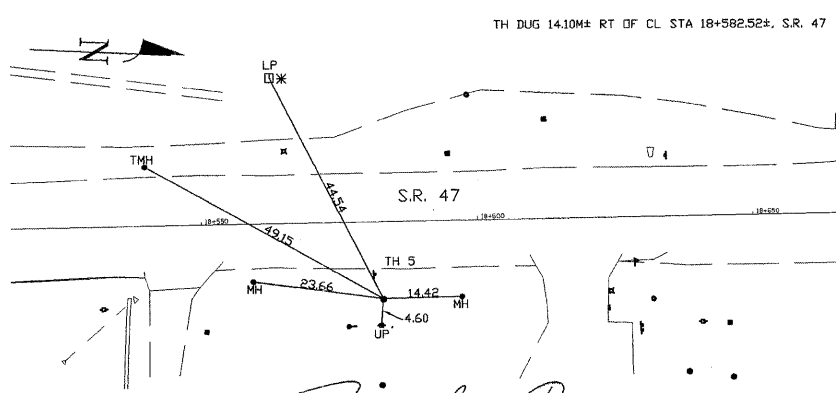 TH DUG 14.10M± RT OF CL STA 18+582.52±, S.R. 47
N
LP
TMH
44.54
S.R. 47
18+550
18+600
18+650
49.15
TH 5
MH
23.66
14.42
MH
4.60
UP